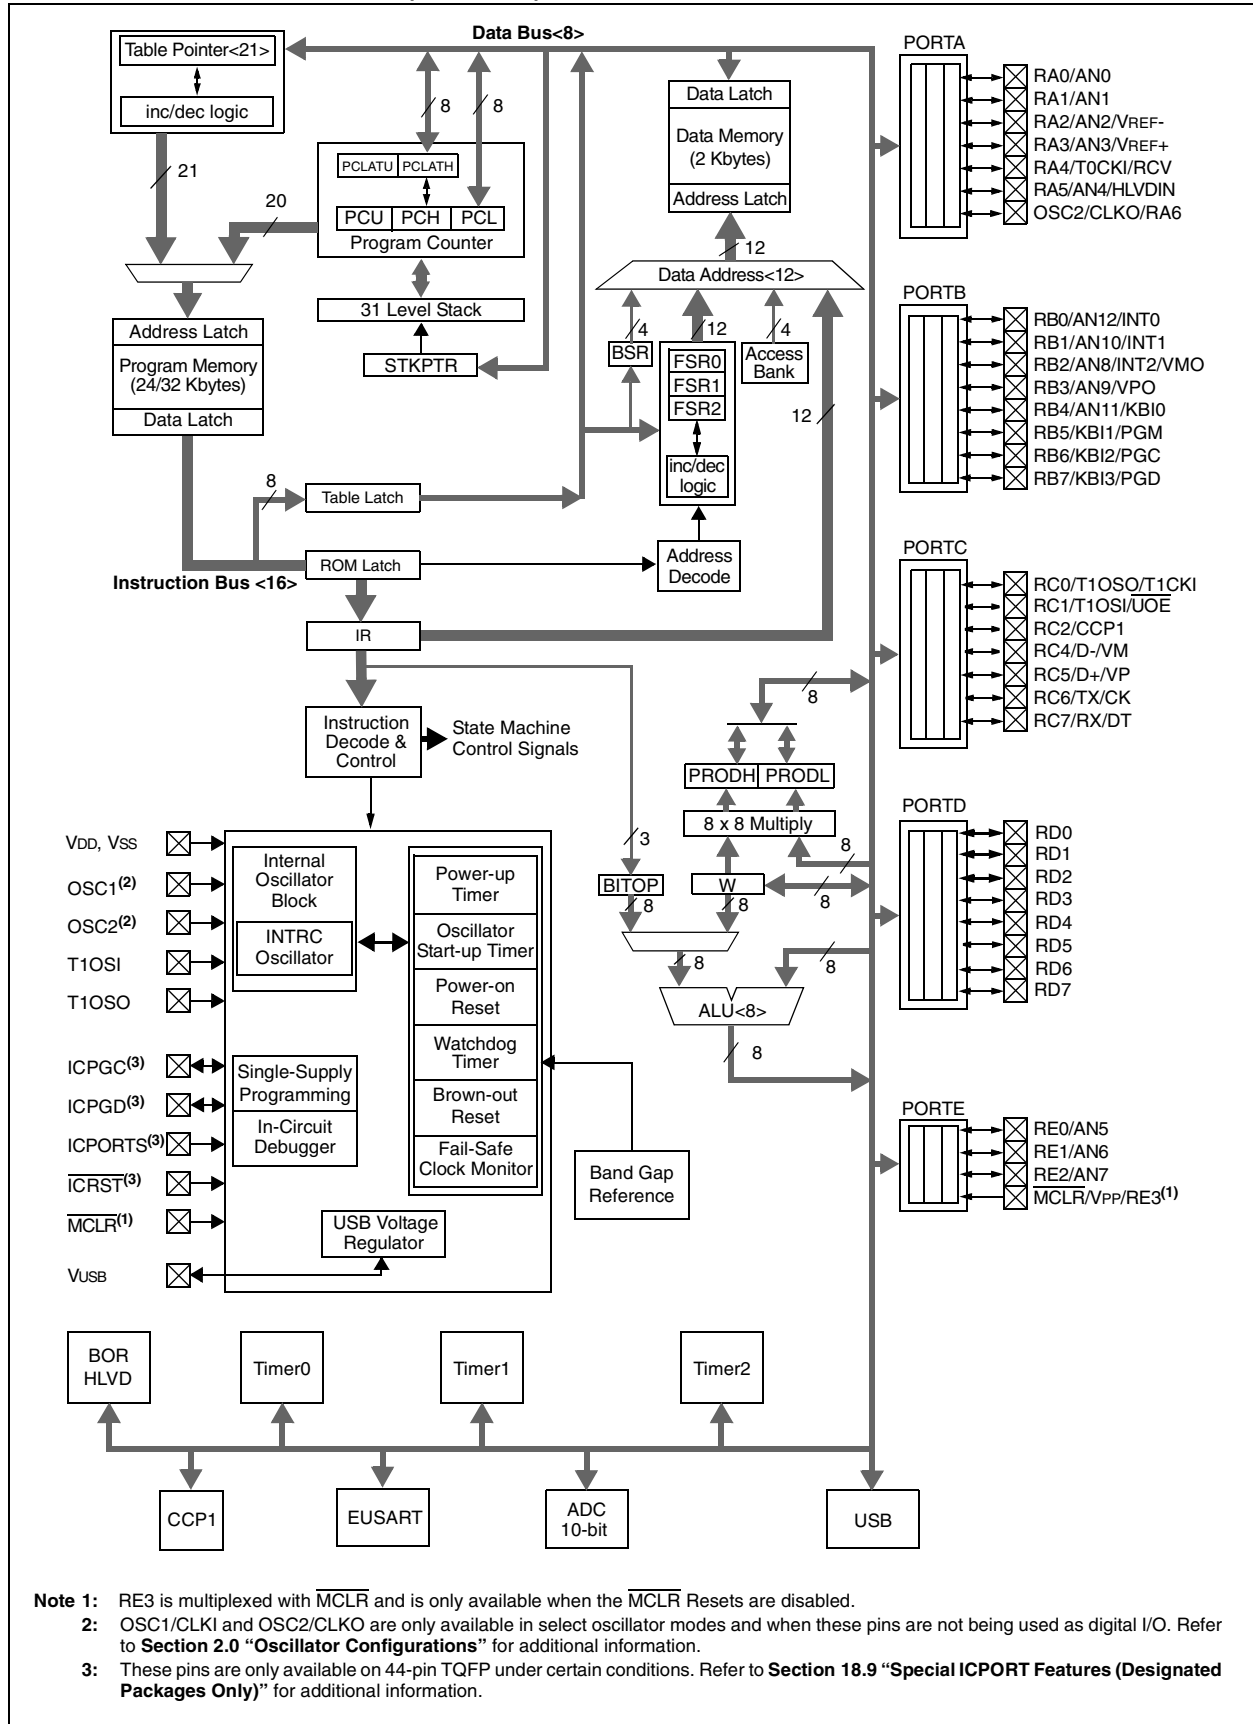 Data Bus<8>
Table Pointer<21>
inc/dec logic
21
20
8
8
PCLATU
PCLATH
PCU
PCH
PCL
Program Counter
31 Level Stack
STKPTR
Data Latch
Data Memory
(2 Kbytes)
Address Latch
12
Data Address<12>
4
12
4
BSR
FSR0
FSR1
FSR2
inc/dec
logic
Access
Bank
12
Address
Decode
Address Latch
Program Memory
(24/32 Kbytes)
Data Latch
8
Table Latch
ROM Latch
Instruction Bus <16>
IR
Instruction
Decode &
Control
State Machine
Control Signals
8
PRODH
PRODL
8 x 8 Multiply
3
8
BITOP
W
8
8
8
8
8
ALU<8>
8
VDD, VSS
OSC1(2)
OSC2(2)
T1OSI
T1OSO
ICPGC(3)
ICPGD(3)
ICPORTS(3)
ICRST(3)
MCLR(1)
VUSB
Internal
Oscillator
Block
INTRC
Oscillator
Single-Supply
Programming
In-Circuit
Debugger
Power-up
Timer
Oscillator
Start-up Timer
Power-on
Reset
Watchdog
Timer
Brown-out
Reset
Fail-Safe
Clock Monitor
USB Voltage
Regulator
Band Gap
Reference
PORTA
RA0/AN0
RA1/AN1
RA2/AN2/VREF-
RA3/AN3/VREF+
RA4/T0CKI/RCV
RA5/AN4/HLVDIN
OSC2/CLKO/RA6
PORTB
RB0/AN12/INT0
RB1/AN10/INT1
RB2/AN8/INT2/VMO
RB3/AN9/VPO
RB4/AN11/KBI0
RB5/KBI1/PGM
RB6/KBI2/PGC
RB7/KBI3/PGD
PORTC
RC0/T1OSO/T1CKI
RC1/T1OSI/UOE
RC2/CCP1
RC4/D-/VM
RC5/D+/VP
RC6/TX/CK
RC7/RX/DT
PORTD
RD0
RD1
RD2
RD3
RD4
RD5
RD6
RD7
PORTE
RE0/AN5
RE1/AN6
RE2/AN7
MCLR/VPP/RE3(1)
BOR
HLVD
Timer0
Timer1
Timer2
CCP1
EUSART
ADC
10-bit
USB
Note 1: RE3 is multiplexed with MCLR and is only available when the MCLR Resets are disabled.
2: OSC1/CLKI and OSC2/CLKO are only available in select oscillator modes and when these pins are not being used as digital I/O. Refer
to Section 2.0 “Oscillator Configurations” for additional information.
3: These pins are only available on 44-pin TQFP under certain conditions. Refer to Section 18.9 “Special ICPORT Features (Designated
Packages Only)” for additional information.